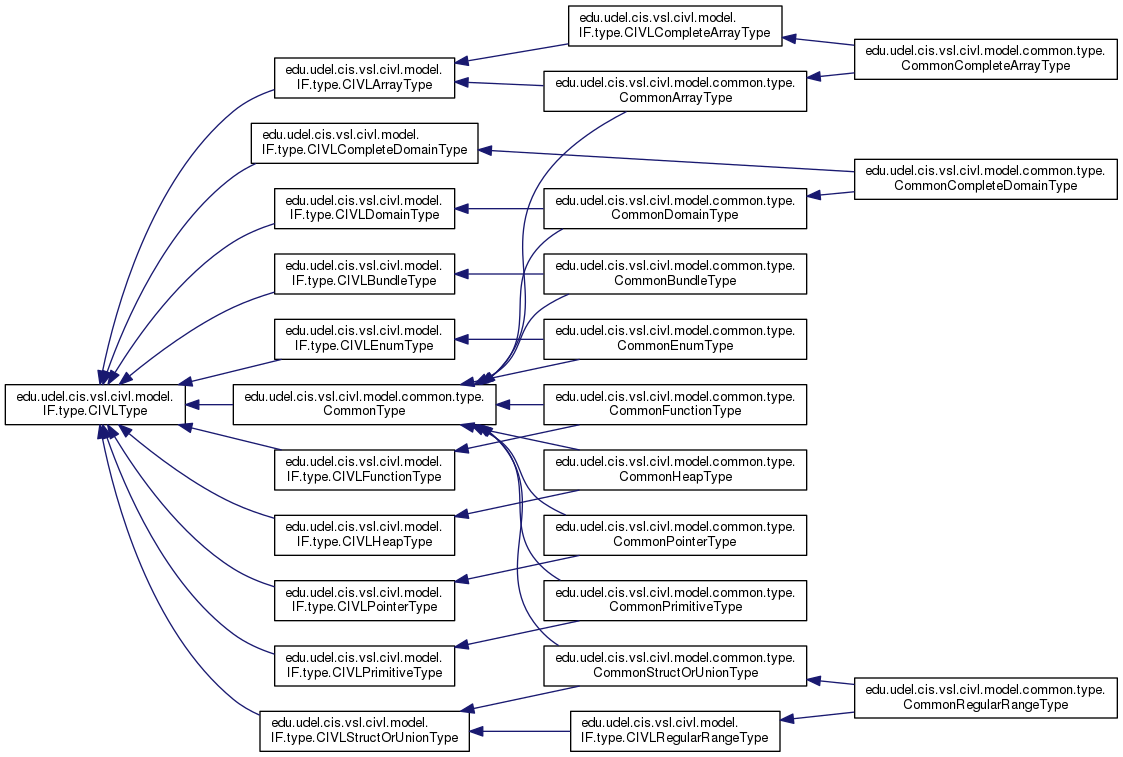 edu.udel.cis.vsl.civl.model.
IF.type.CIVLType
edu.udel.cis.vsl.civl.model.
IF.type.CIVLArrayType
edu.udel.cis.vsl.civl.model.
IF.type.CIVLCompleteDomainType
edu.udel.cis.vsl.civl.model.
IF.type.CIVLDomainType
edu.udel.cis.vsl.civl.model.
IF.type.CIVLBundleType
edu.udel.cis.vsl.civl.model.
IF.type.CIVLEnumType
edu.udel.cis.vsl.civl.model.common.type.
CommonType
edu.udel.cis.vsl.civl.model.
IF.type.CIVLFunctionType
edu.udel.cis.vsl.civl.model.
IF.type.CIVLHeapType
edu.udel.cis.vsl.civl.model.
IF.type.CIVLPointerType
edu.udel.cis.vsl.civl.model.
IF.type.CIVLPrimitiveType
edu.udel.cis.vsl.civl.model.
IF.type.CIVLStructOrUnionType
edu.udel.cis.vsl.civl.model.
IF.type.CIVLCompleteArrayType
edu.udel.cis.vsl.civl.model.common.type.
CommonArrayType
edu.udel.cis.vsl.civl.model.common.type.
CommonDomainType
edu.udel.cis.vsl.civl.model.common.type.
CommonBundleType
edu.udel.cis.vsl.civl.model.common.type.
CommonEnumType
edu.udel.cis.vsl.civl.model.common.type.
CommonFunctionType
edu.udel.cis.vsl.civl.model.common.type.
CommonHeapType
edu.udel.cis.vsl.civl.model.common.type.
CommonPointerType
edu.udel.cis.vsl.civl.model.common.type.
CommonPrimitiveType
edu.udel.cis.vsl.civl.model.common.type.
CommonStructOrUnionType
edu.udel.cis.vsl.civl.model.
IF.type.CIVLRegularRangeType
edu.udel.cis.vsl.civl.model.common.type.
CommonCompleteArrayType
edu.udel.cis.vsl.civl.model.common.type.
CommonCompleteDomainType
edu.udel.cis.vsl.civl.model.common.type.
CommonRegularRangeType